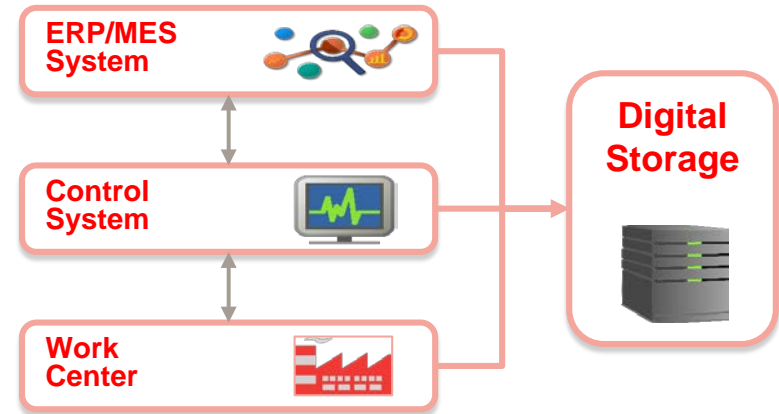 ERP/MES
System
Control
System
Work
Center
Digital
Storage